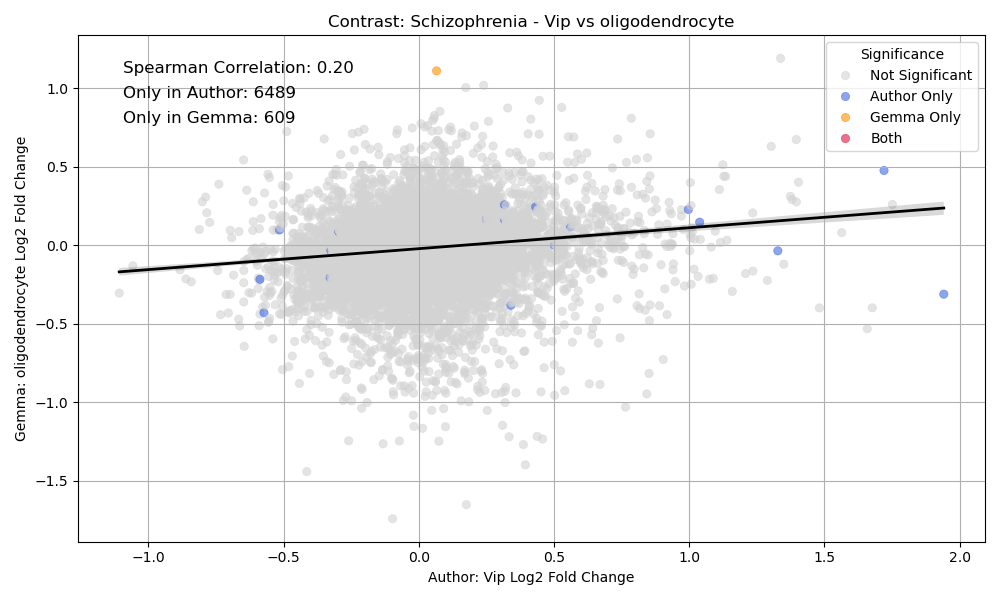 Contrast: Schizophrenia - Vip vs oligodendrocyte
Spearman Correlation: 0.20
Only in Author: 6489
Only in Gemma: 609
Significance
Not Significant
Author Only
Gemma Only
Both
Gemma: oligodendrocyte Log2 Fold Change
1.0
0.5
0.0
−0.5
−1.0
−1.5
−1.0
−0.5
0.0
0.5
1.0
1.5
2.0
Author: Vip Log2 Fold Change